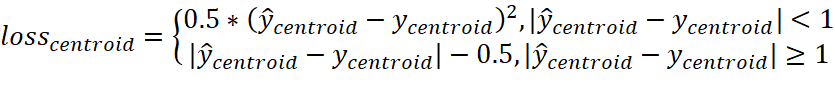 loss_centroid = { 0.5 * (ŷ_centroid − y_centroid)², |ŷ_centroid − y_centroid| < 1
|ŷ_centroid − y_centroid| − 0.5, |ŷ_centroid − y_centroid| ≥ 1